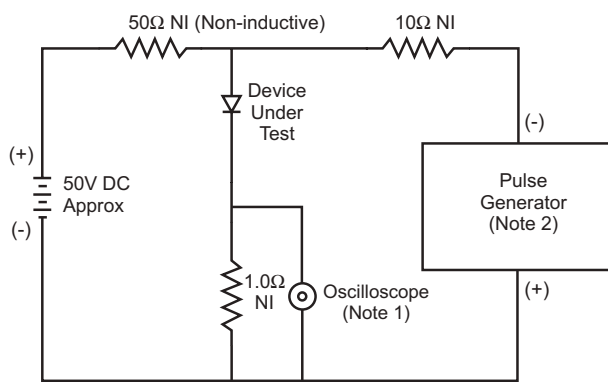 50Ω NI (Non-inductive)
10Ω NI
Device
Under
Test
(+)
50V DC
Approx
(-)
(-)
Pulse
Generator
(Note 2)
(+)
1.0Ω
NI
Oscilloscope
(Note 1)